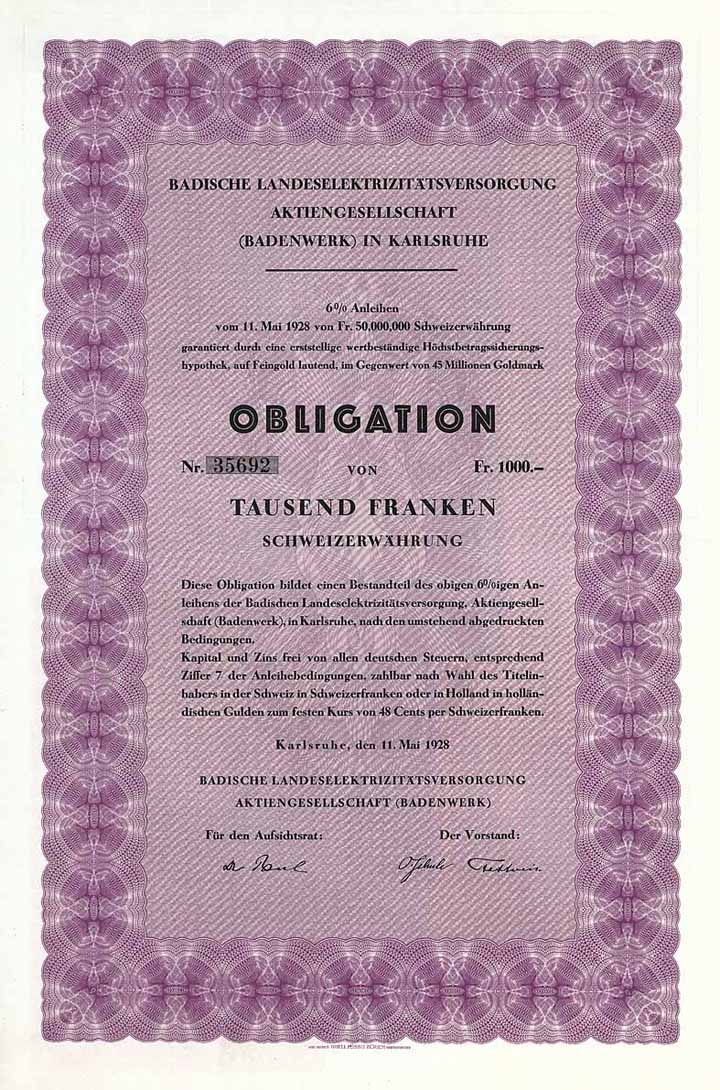 BADISCHE LANDESELEKTRIZITÄTSVERSORGUNG
AKTIENGESELLSCHAFT
(BADENWERK) IN KARLSRUHE
6% Anleihen
vom 11. Mai 1928 von Fr. 50,000,000 Schweizerwährung
garantiert durch eine erststellige wertbeständige Höchstbetragssicherungs-
hypothek, auf Feingold lautend, im Gegenwert von 45 Millionen Goldmark
OBLIGATION
Nr. 35692 VON Fr. 1000.–
TAUSEND FRANKEN
SCHWEIZERWÄHRUNG
Diese Obligation bildet einen Bestandteil des obigen 6%igen An-
leihens der Badischen Landeselektrizitätsversorgung, Aktiengesell-
schaft (Badenwerk), in Karlsruhe, nach den umstehend abgedruckten
Bedingungen.
Kapital und Zins frei von allen deutschen Steuern, entsprechend
Ziffer 7 der Anleihebedingungen, zahlbar nach Wahl des Titelin-
habers in der Schweiz in Schweizerfranken oder in Holland in hollän-
dischen Gulden zum festen Kurs von 48 Cents per Schweizerfranken.
Karlsruhe, den 11. Mai 1928
BADISCHE LANDESELEKTRIZITÄTSVERSORGUNG
AKTIENGESELLSCHAFT (BADENWERK)
Für den Aufsichtsrat: Der Vorstand:
ORELL FÜSSLI ZÜRICH